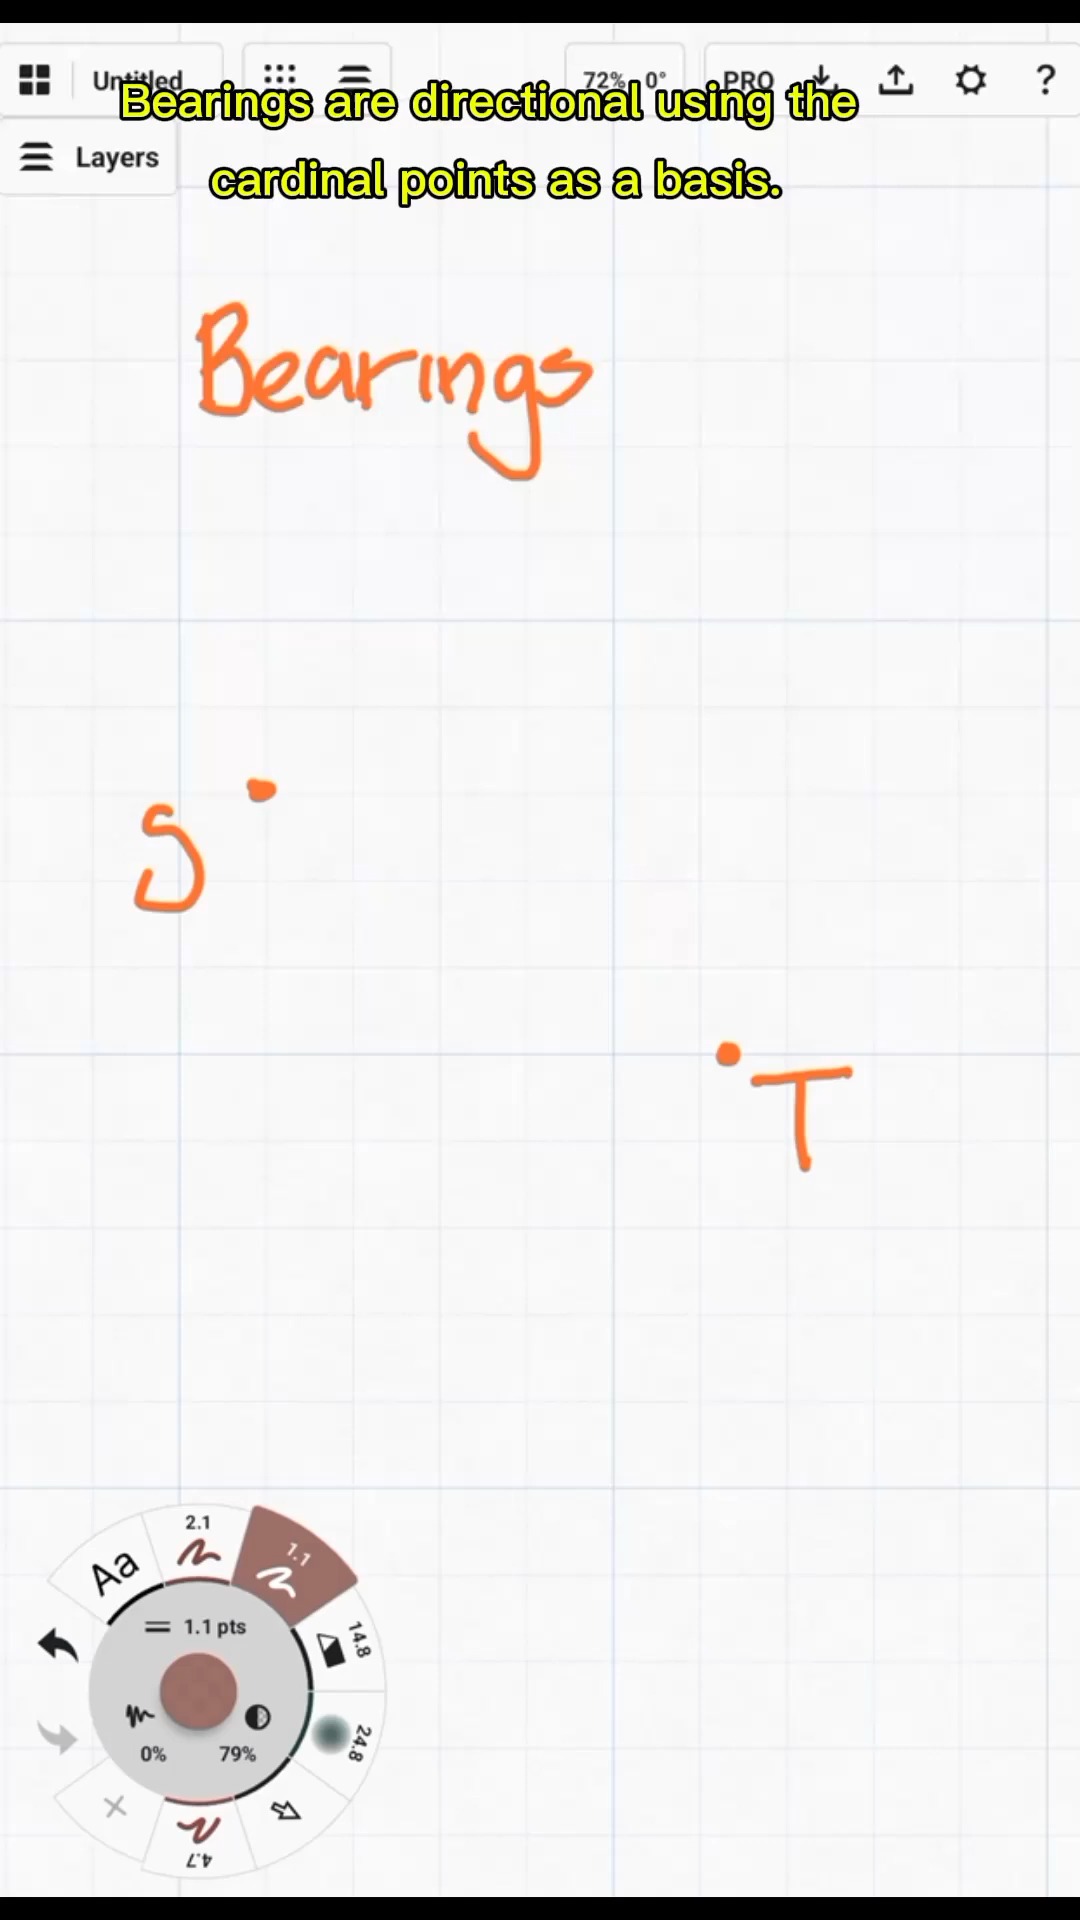 Untitled
72% 0° PRO ?
Bearings are directional using the
cardinal points as a basis.
Layers
Bearings
S
T
2.1
1.1
Aa
1.1 pts
14.8
24.8
0% 79%
4.7